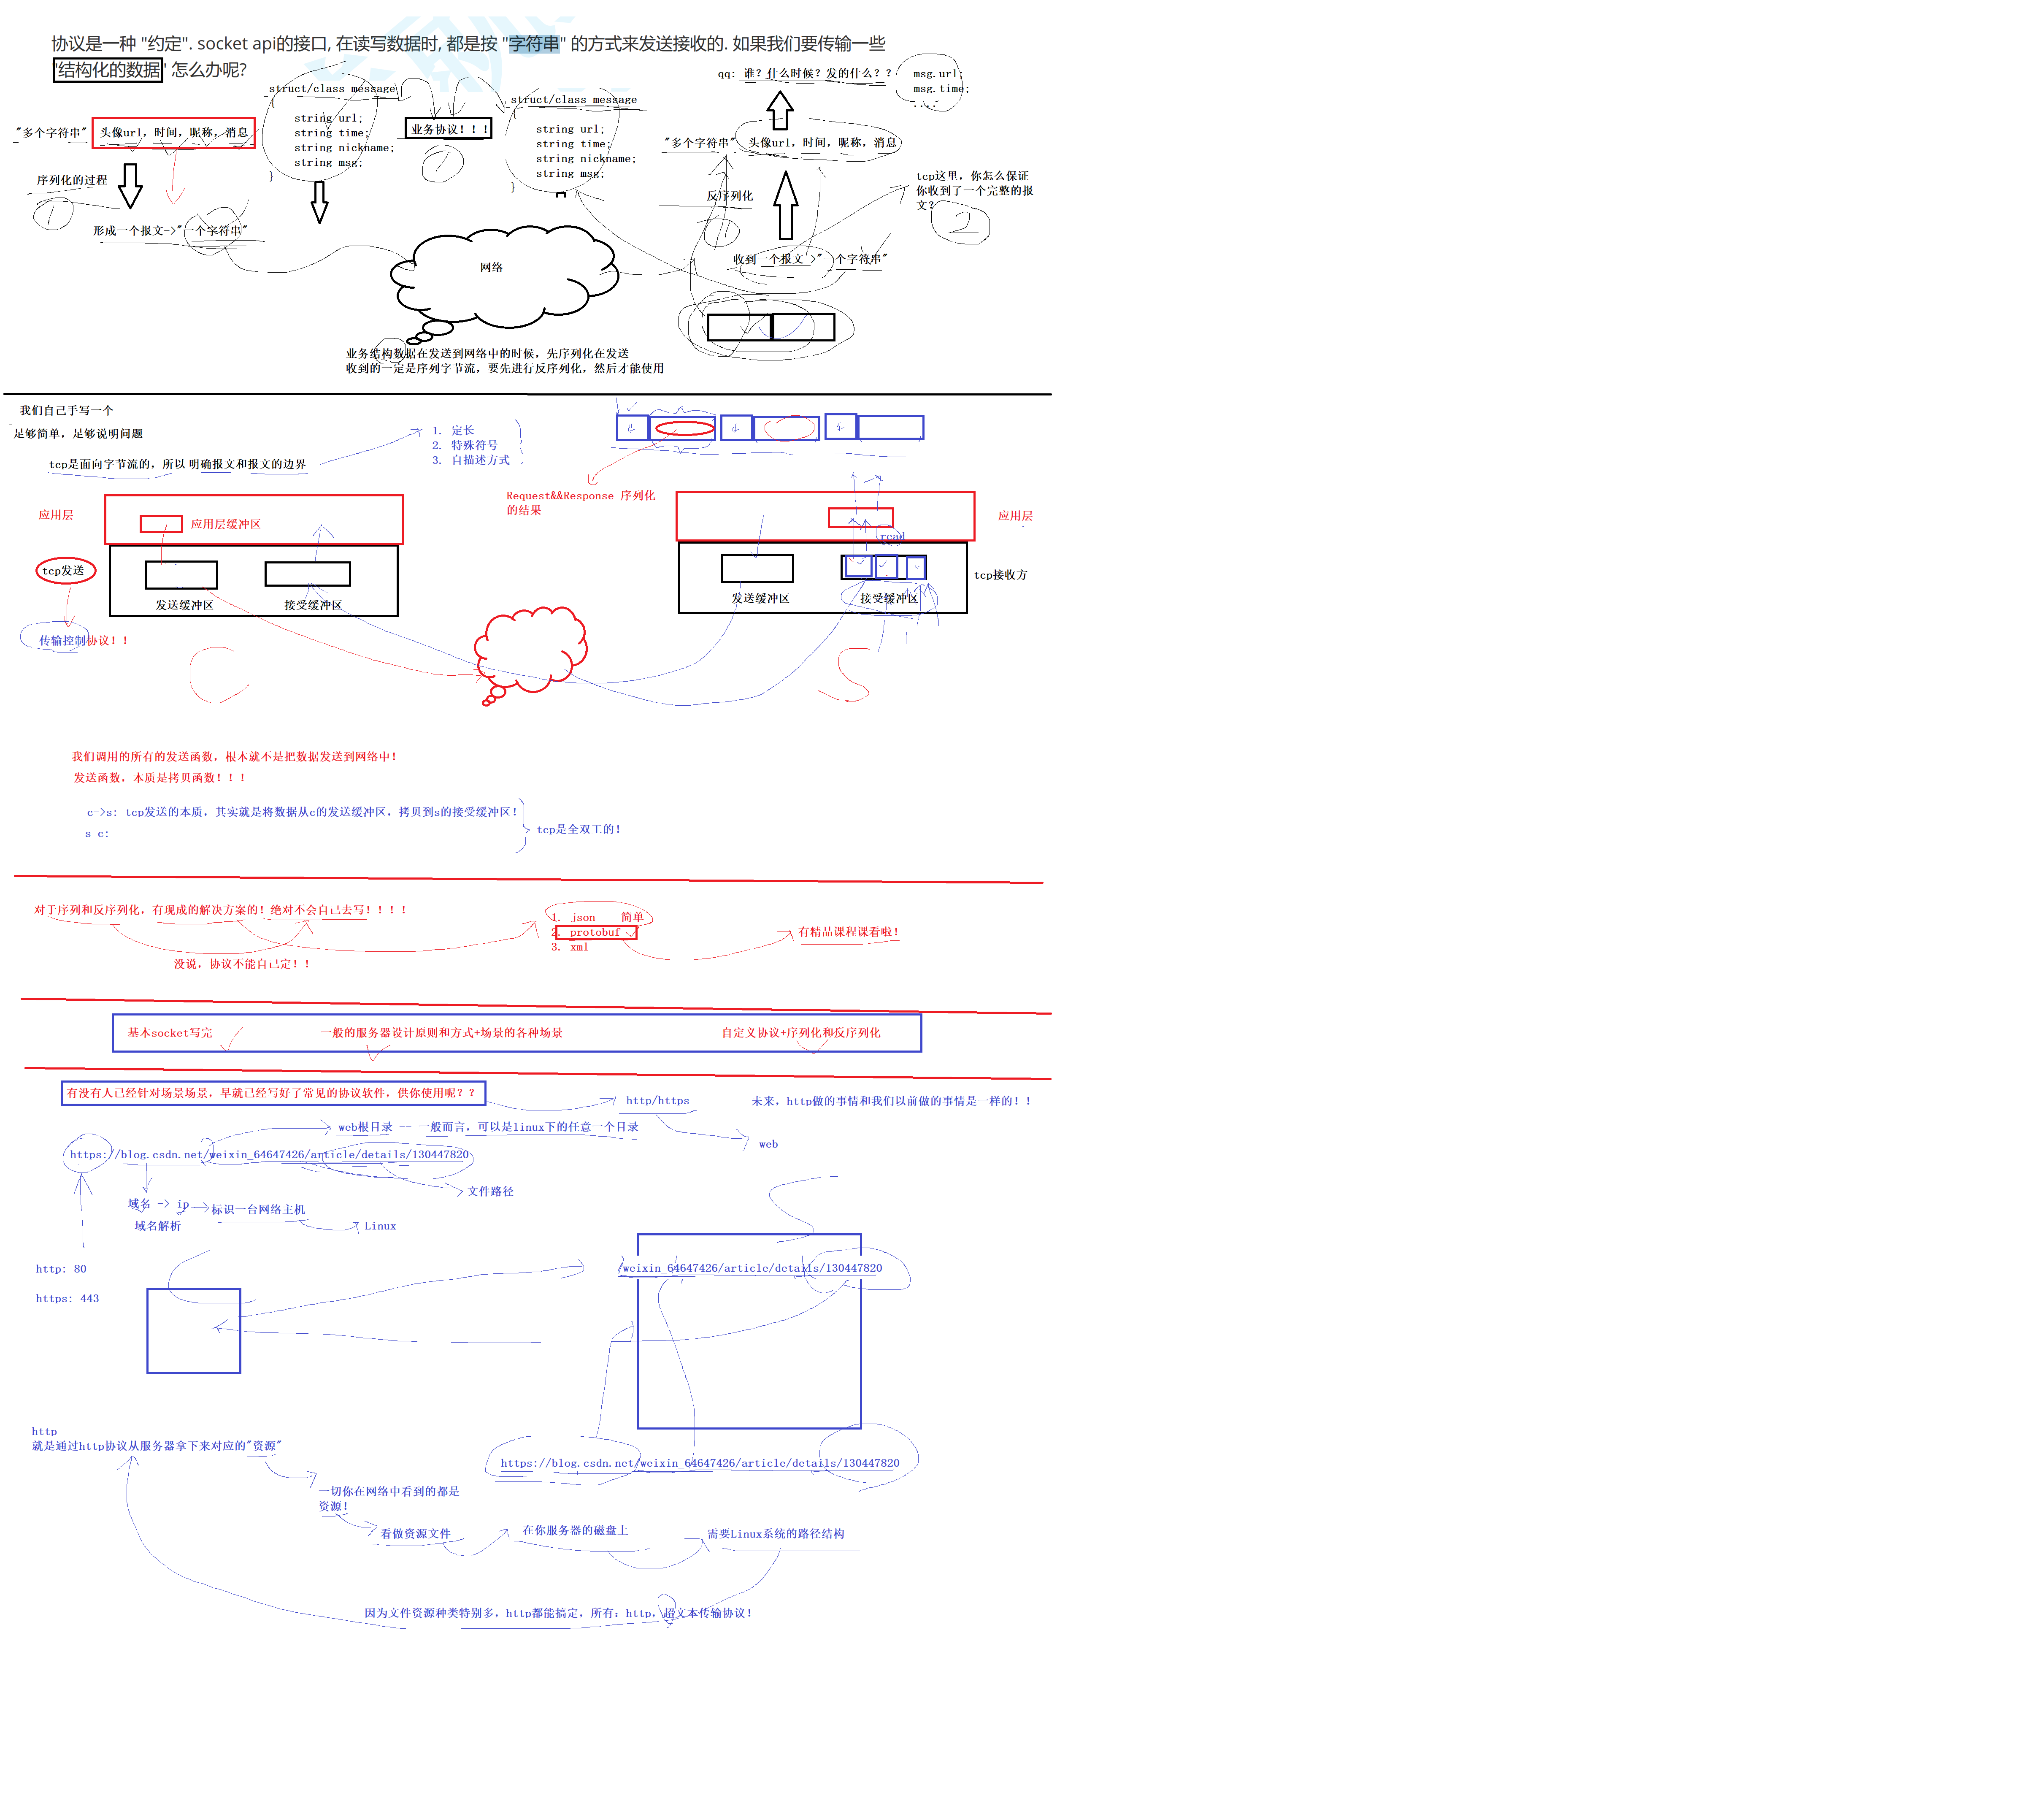 协议是一种 "约定". socket api的接口, 在读写数据时, 都是按 "字符串" 的方式来发送接收的. 如果我们要传输一些
"结构化的数据" 怎么办呢?
qq: 谁? 什么时候? 发的什么? ?
msg.url;
msg.time;
....
struct/class message
{
string url;
string time;
string nickname;
string msg;
}
业务协议!!!
struct/class message
{
string url;
string time;
string nickname;
string msg;
}
"多个字符串"
头像url, 时间, 昵称, 消息
"多个字符串"
头像url, 时间, 昵称, 消息
序列化的过程
1
形成一个报文->"一个字符串"
1
反序列化
tcp这里, 你怎么保证
你收到了一个完整的报
文?
2
收到一个报文->"一个字符串"
网络
业务结构数据在发送到网络中的时候, 先序列化在发送
收到的一定是序列字节流, 要先进行反序列化, 然后才能使用
我们自己手写一个
足够简单, 足够说明问题
tcp是面向字节流的, 所以 明确报文和报文的边界
1. 定长
2. 特殊符号
3. 自描述方式
4
4
4
Request&&Response 序列化
的结果
应用层
应用层缓冲区
应用层
read
tcp发送
发送缓冲区
接受缓冲区
发送缓冲区
接受缓冲区
tcp接收方
传输控制协议!!
C
S
我们调用的所有的发送函数, 根本就不是把数据发送到网络中!
发送函数, 本质是拷贝函数!!!
c->s: tcp发送的本质, 其实就是将数据从c的发送缓冲区, 拷贝到s的接受缓冲区!
s-c:
tcp是全双工的!
对于序列和反序列化, 有现成的解决方案的! 绝对不会自己去写!!!!
1. json -- 简单
2. protobuf
3. xml
有精品课程课看啦!
没说, 协议不能自己定!!
基本socket写完
一般的服务器设计原则和方式+场景的各种场景
自定义协议+序列化和反序列化
有没有人已经针对场景场景, 早就已经写好了常见的协议软件, 供你使用呢? ?
http/https
未来, http做的事情和我们以前做的事情是一样的!!
web根目录 -- 一般而言, 可以是linux下的任意一个目录
web
https://blog.csdn.net/weixin_64647426/article/details/130447820
文件路径
域名 -> ip
标识一台网络主机
域名解析
Linux
http: 80
https: 443
/weixin_64647426/article/details/130447820
http
就是通过http协议从服务器拿下来对应的"资源"
https://blog.csdn.net/weixin_64647426/article/details/130447820
一切你在网络中看到的都是
资源!
看做资源文件
在你服务器的磁盘上
需要Linux系统的路径结构
因为文件资源种类特别多, http都能搞定, 所有: http, 超文本传输协议!